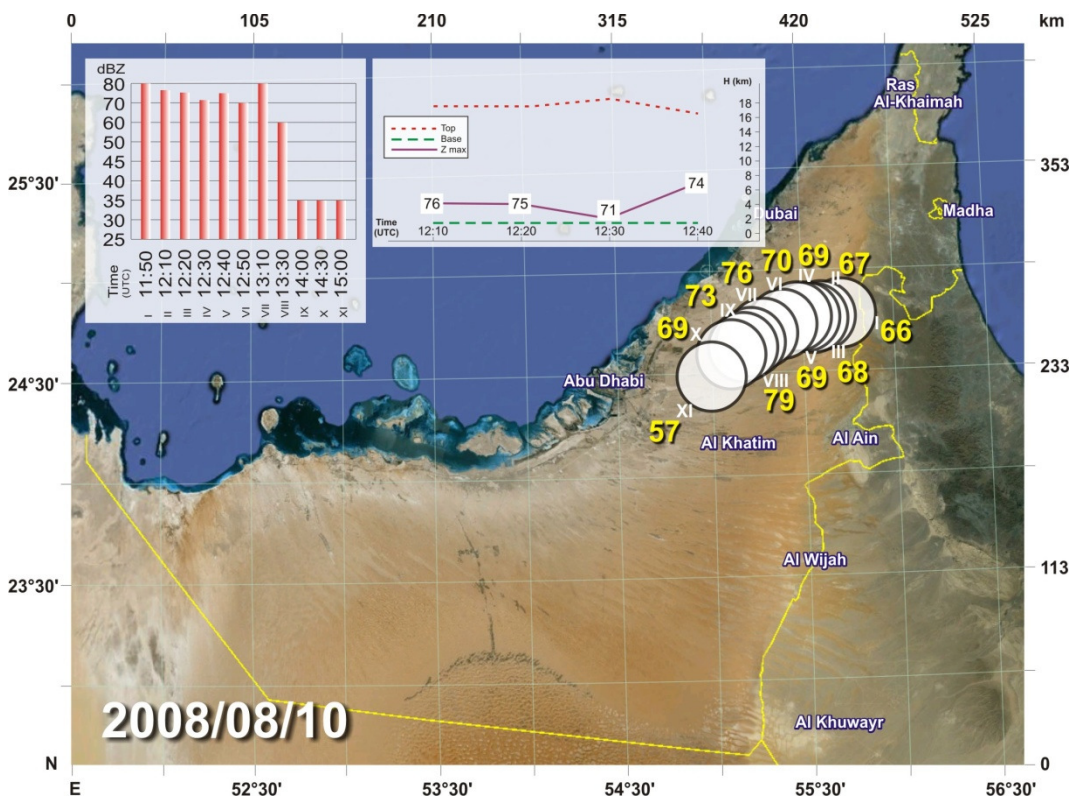 0 105 210 315 420 525 km
dBZ
80
70
60
50
45
40
35
30
25
Time (UTC)
11:50 12:10 12:20 12:30 12:40 12:50 13:10 13:30 14:00 14:30 15:00
I II III IV V VI VII VIII IX X XI
H (km)
18
16
14
12
10
8
6
4
2
0
Top
Base
Z max
76 75 71 74
Time (UTC)
12:10 12:20 12:30 12:40
Ras
Al-Khaimah
353
25°30'
Madha
Dubai
76 70 69 67
73 VII VI IV II
69 IX
X I 66
233
24°30'
Abu Dhabi
V III
VIII 69 68
XI 79
57
Al Khatim Al Ain
Al Wijah
23°30'
113
2008/08/10
Al Khuwayr
N 0
E 52°30' 53:30' 54°30' 55°30' 56°30'